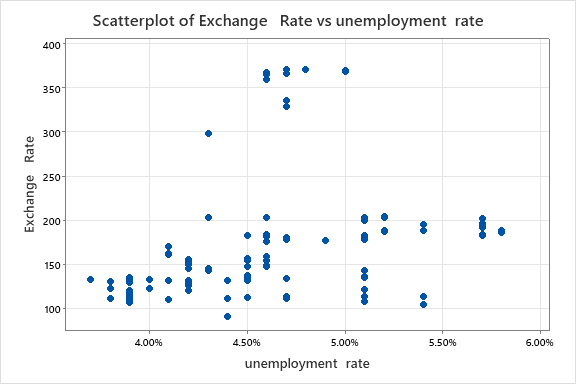 Scatterplot of Exchange Rate vs unemployment rate
400
350
300
250
200
150
100
Exchange Rate
4.00% 4.50% 5.00% 5.50% 6.00%
unemployment rate